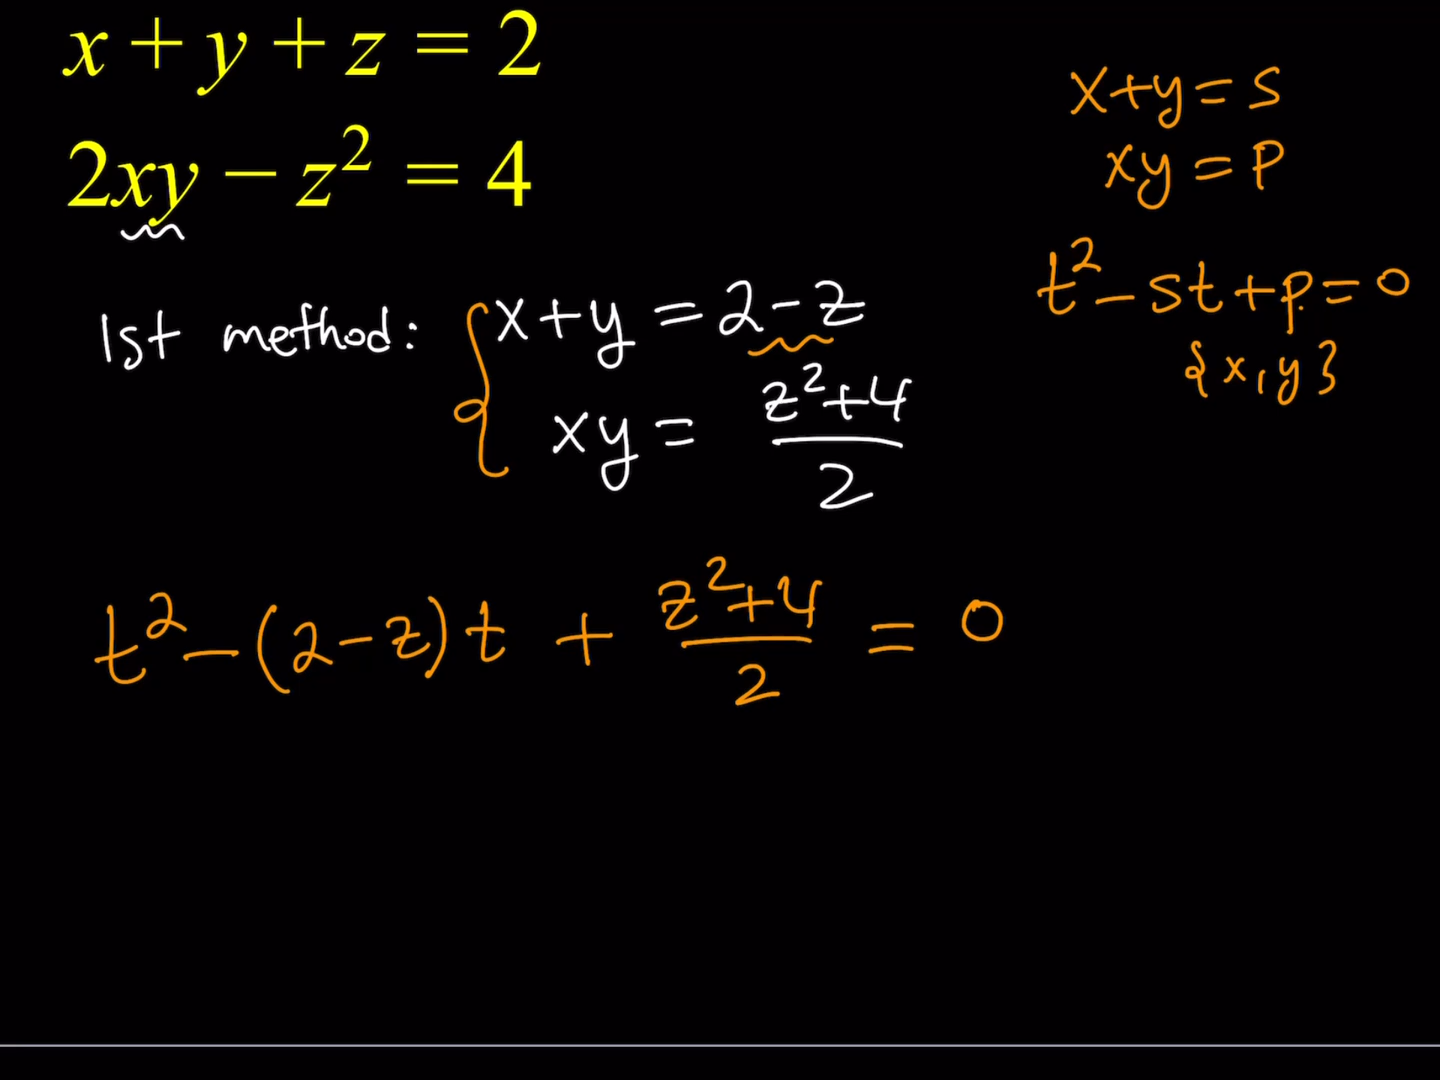 x + y + z = 2
2xy − z² = 4
x+y = s
xy = p
t² − st + p = 0
{x, y}
1st method: { x+y = 2−z
xy = (z²+4)/2
t² − (2−z)t + (z²+4)/2 = 0